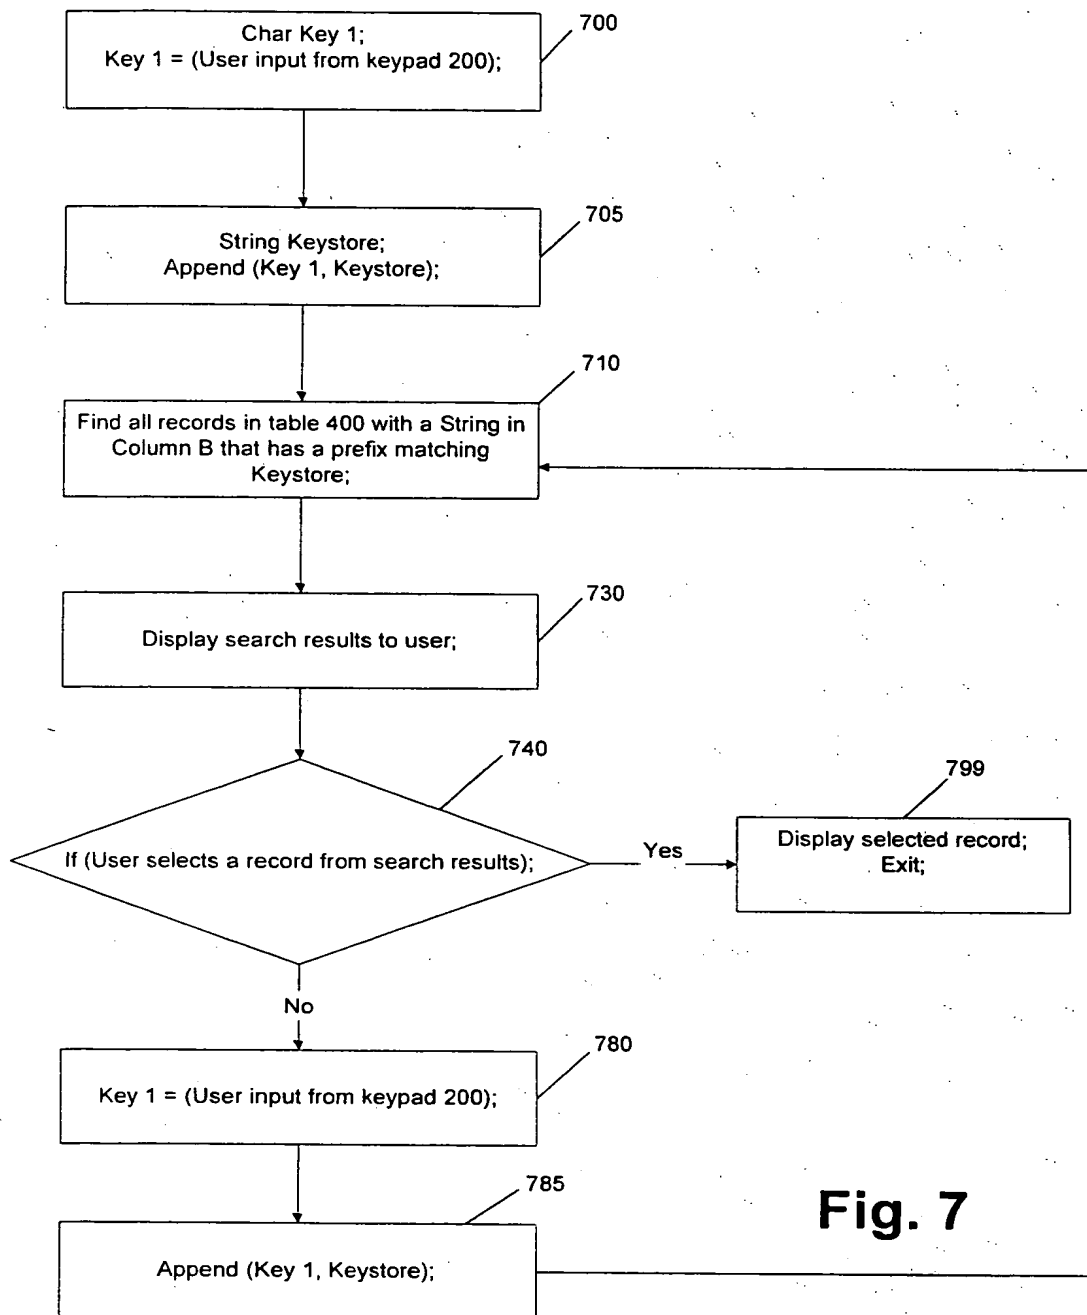 Char Key 1;
Key 1 = (User input from keypad 200);
700
String Keystore;
Append (Key 1, Keystore);
705
710
Find all records in table 400 with a String in
Column B that has a prefix matching
Keystore;
730
Display search results to user;
740
If (User selects a record from search results);
Yes
799
Display selected record;
Exit;
No
780
Key 1 = (User input from keypad 200);
785
Append (Key 1, Keystore);
Fig. 7